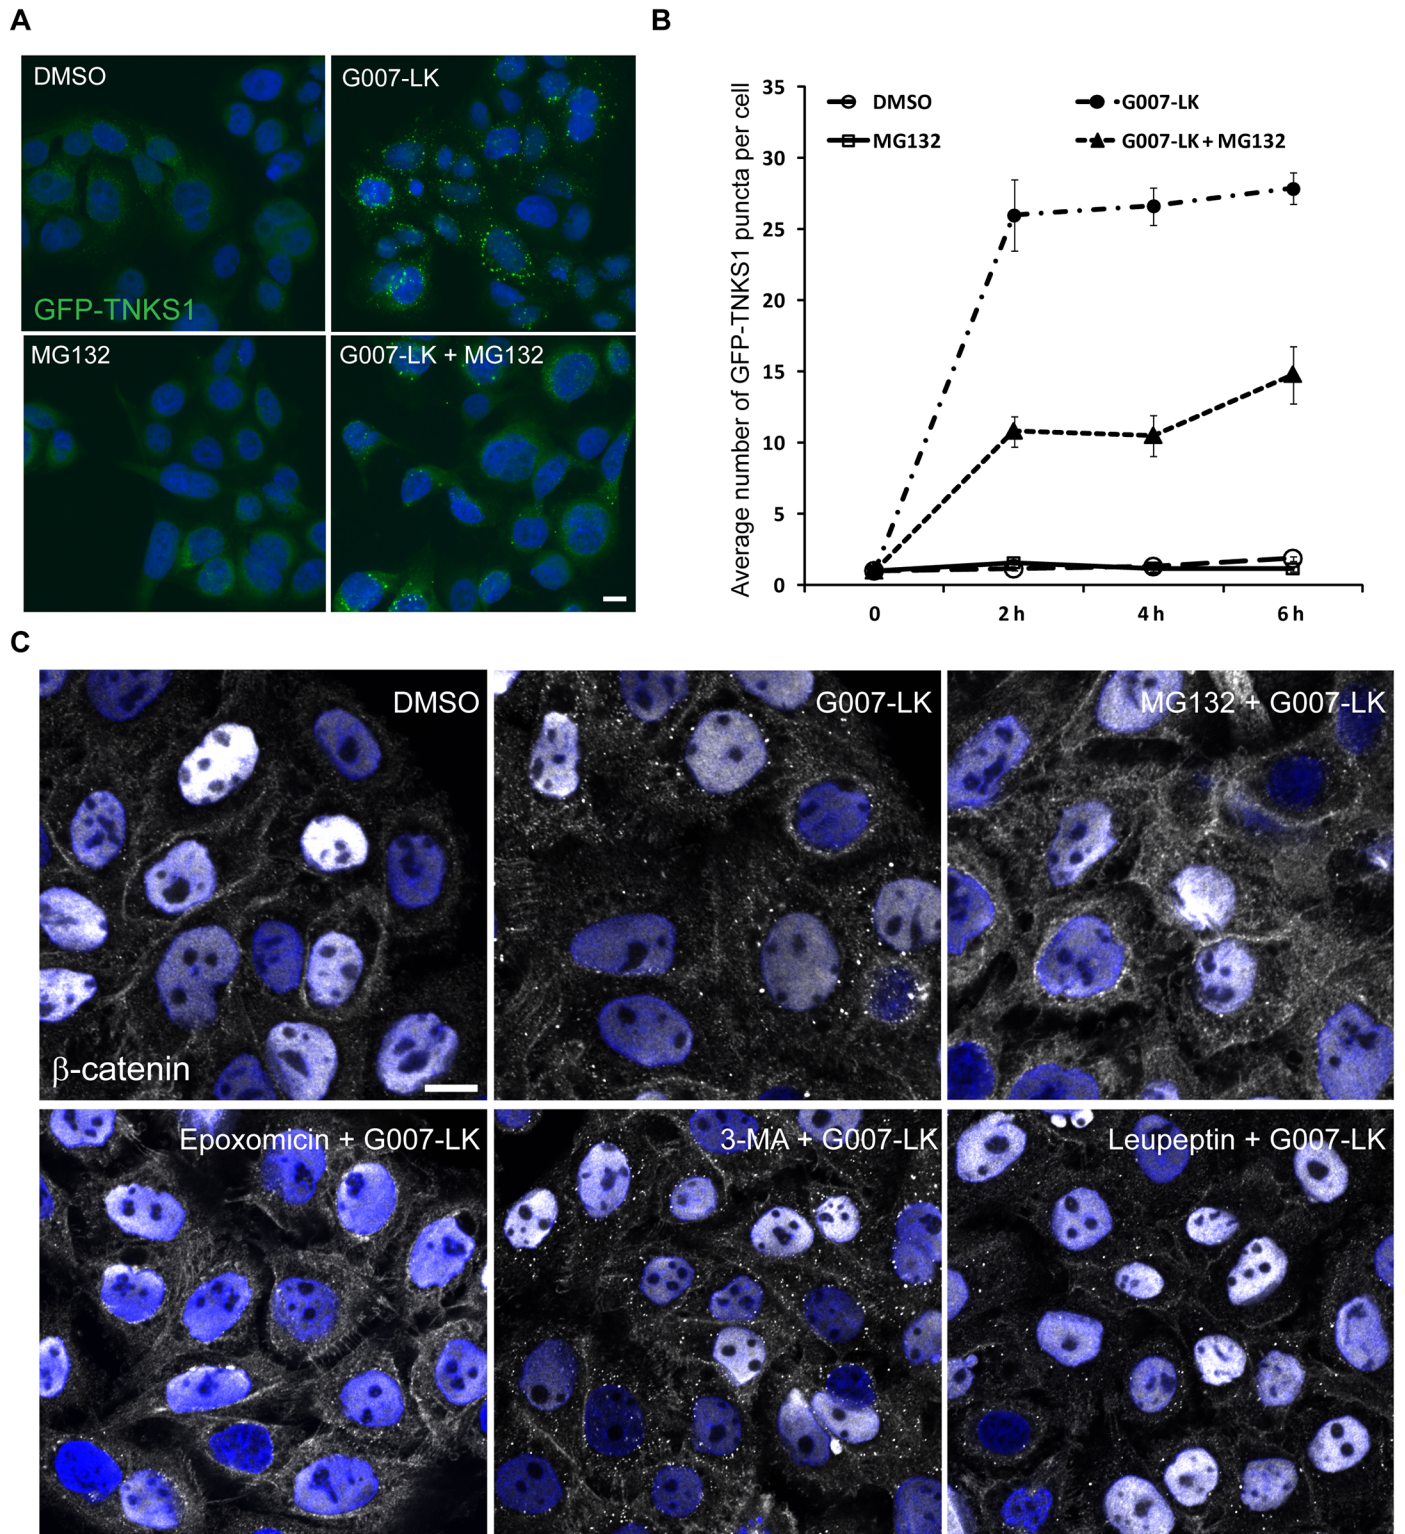 A
DMSO
G007-LK
GFP-TNKS1
MG132
G007-LK + MG132
B
Average number of GFP-TNKS1 puncta per cell
35
30
25
20
15
10
5
0
DMSO
G007-LK
MG132
G007-LK + MG132
0 2 h 4 h 6 h
C
DMSO
β-catenin
G007-LK
MG132 + G007-LK
Epoxomicin + G007-LK
3-MA + G007-LK
Leupeptin + G007-LK